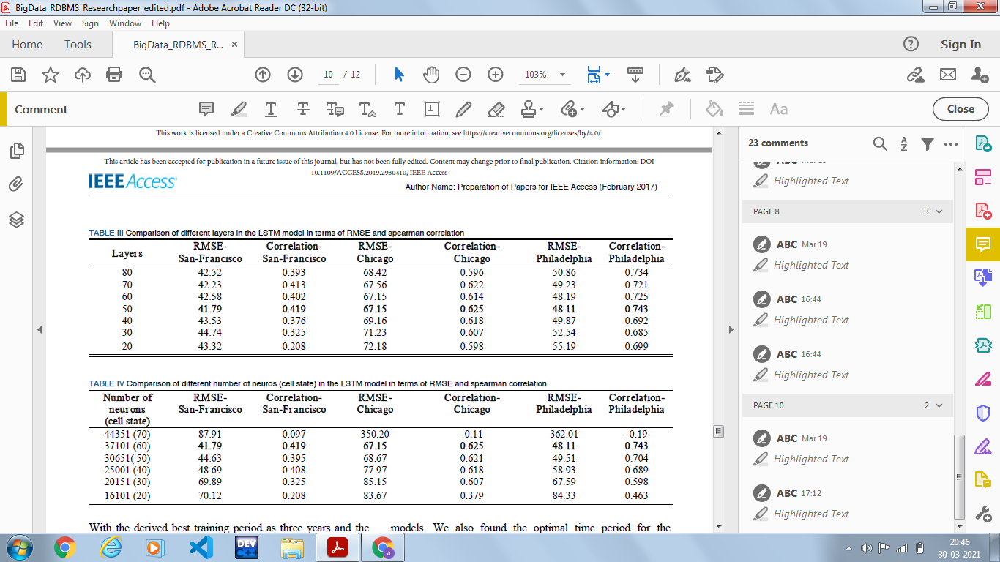 BigData_RDBMS_Researchpaper_edited.pdf - Adobe Acrobat Reader DC (32-bit)
File Edit View Sign Window Help
Home Tools BigData_RDBMS_R... × ? Sign In
10 / 12 103%
Comment Close
This work is licensed under a Creative Commons Attribution 4.0 License. For more information, see https://creativecommons.org/licenses/by/4.0/.
This article has been accepted for publication in a future issue of this journal, but has not been fully edited. Content may change prior to final publication. Citation information: DOI
10.1109/ACCESS.2019.2930410, IEEE Access
IEEE Access
Author Name: Preparation of Papers for IEEE Access (February 2017)
TABLE III Comparison of different layers in the LSTM model in terms of RMSE and spearman correlation
Layers RMSE- Correlation- RMSE- Correlation- RMSE- Correlation-
San-Francisco San-Francisco Chicago Chicago Philadelphia Philadelphia
80 42.52 0.393 68.42 0.596 50.86 0.734
70 42.23 0.413 67.56 0.622 49.23 0.721
60 42.58 0.402 67.15 0.614 48.19 0.725
50 41.79 0.419 67.15 0.625 48.11 0.743
40 43.53 0.376 69.16 0.618 49.87 0.692
30 44.74 0.325 71.23 0.607 52.54 0.685
20 43.32 0.208 72.18 0.598 55.19 0.699
TABLE IV Comparison of different number of neuros (cell state) in the LSTM model in terms of RMSE and spearman correlation
Number of RMSE- Correlation- RMSE- Correlation- RMSE- Correlation-
neurons San-Francisco San-Francisco Chicago Chicago Philadelphia Philadelphia
(cell state)
44351 (70) 87.91 0.097 350.20 -0.11 362.01 -0.19
37101 (60) 41.79 0.419 67.15 0.625 48.11 0.743
30651( 50) 44.63 0.395 68.67 0.621 49.51 0.704
25001 (40) 48.69 0.408 77.97 0.618 58.93 0.689
20151 (30) 69.89 0.325 85.15 0.607 67.59 0.598
16101 (20) 70.12 0.208 83.67 0.379 84.33 0.463
With the derived best training period as three years and the models. We also found the optimal time period for the
23 comments
Highlighted Text
PAGE 8 3
ABC Mar 19
Highlighted Text
ABC 16:44
Highlighted Text
ABC 16:44
Highlighted Text
PAGE 10 2
ABC Mar 19
Highlighted Text
ABC 17:12
Highlighted Text
DEV C++
20:46
30-03-2021